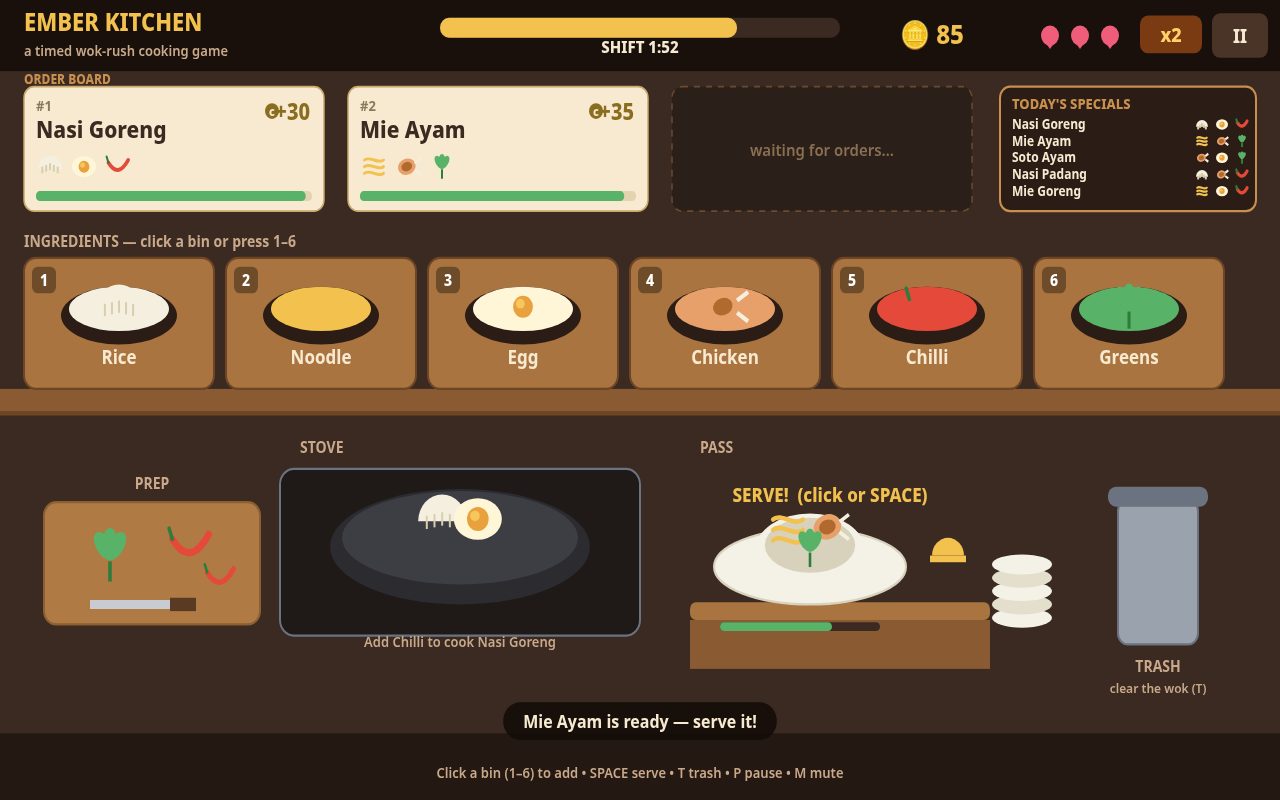 EMBER KITCHEN
a timed wok-rush cooking game
SHIFT 1:52
85
x2
II
ORDER BOARD
#1
+30
Nasi Goreng
#2
+35
Mie Ayam
waiting for orders...
TODAY'S SPECIALS
Nasi Goreng
Mie Ayam
Soto Ayam
Nasi Padang
Mie Goreng
INGREDIENTS — click a bin or press 1–6
1
Rice
2
Noodle
3
Egg
4
Chicken
5
Chilli
6
Greens
STOVE
PASS
PREP
SERVE! (click or SPACE)
Add Chilli to cook Nasi Goreng
TRASH
clear the wok (T)
Mie Ayam is ready — serve it!
Click a bin (1–6) to add • SPACE serve • T trash • P pause • M mute